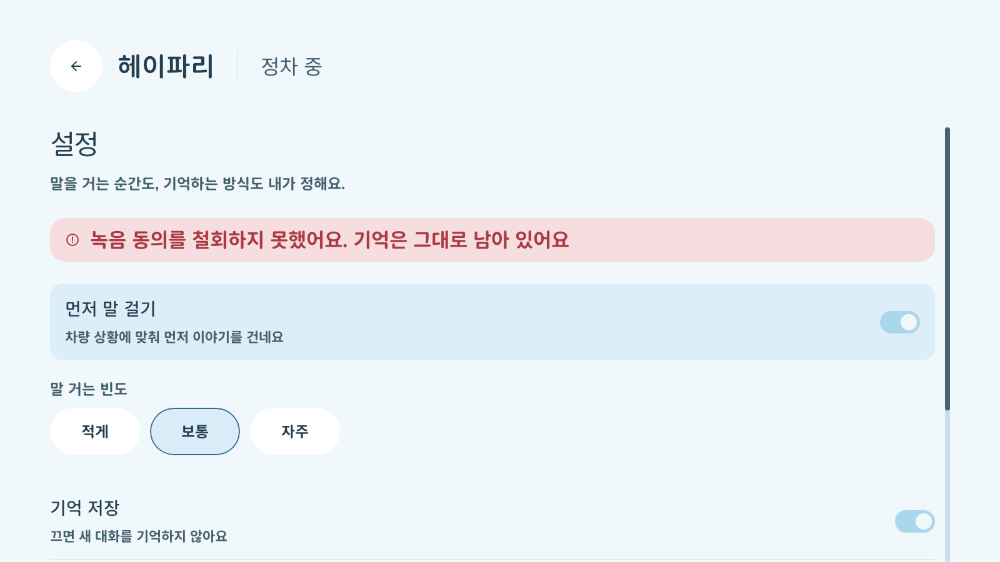 헤이파리
정차 중
설정
말을 거는 순간도, 기억하는 방식도 내가 정해요.
녹음 동의를 철회하지 못했어요. 기억은 그대로 남아 있어요
먼저 말 걸기
차량 상황에 맞춰 먼저 이야기를 건네요
말 거는 빈도
적게
보통
자주
기억 저장
끄면 새 대화를 기억하지 않아요